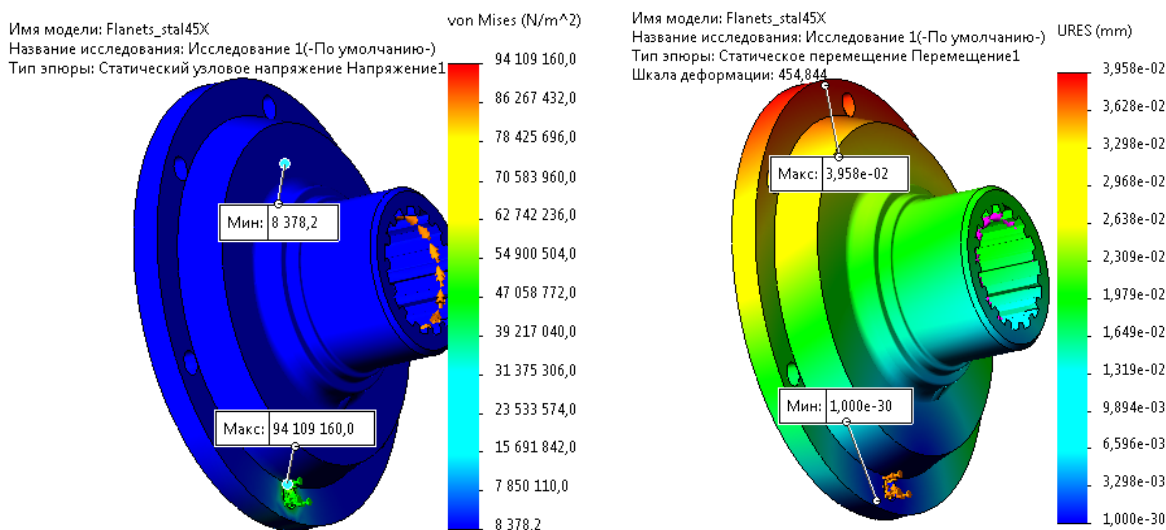 Имя модели: Flanets_stal45X
Название исследования: Исследование 1(-По умолчанию-)
Тип эпюры: Статический узловое напряжение Напряжение1
von Mises (N/m^2)
94 109 160,0
86 267 432,0
78 425 696,0
70 583 960,0
62 742 236,0
54 900 504,0
47 058 772,0
39 217 040,0
31 375 306,0
23 533 574,0
15 691 842,0
7 850 110,0
8 378.2
Мин: 8 378,2
Макс: 94 109 160,0
Имя модели: Flanets_stal45X
Название исследования: Исследование 1(-По умолчанию-)
Тип эпюры: Статическое перемещение Перемещение1
Шкала деформации: 454,844
URES (mm)
3,958e-02
3,628e-02
3,298e-02
2,968e-02
2,638e-02
2,309e-02
1,979e-02
1,649e-02
1,319e-02
9,894e-03
6,596e-03
3,298e-03
1,000e-30
Макс: 3,958e-02
Мин: 1,000e-30